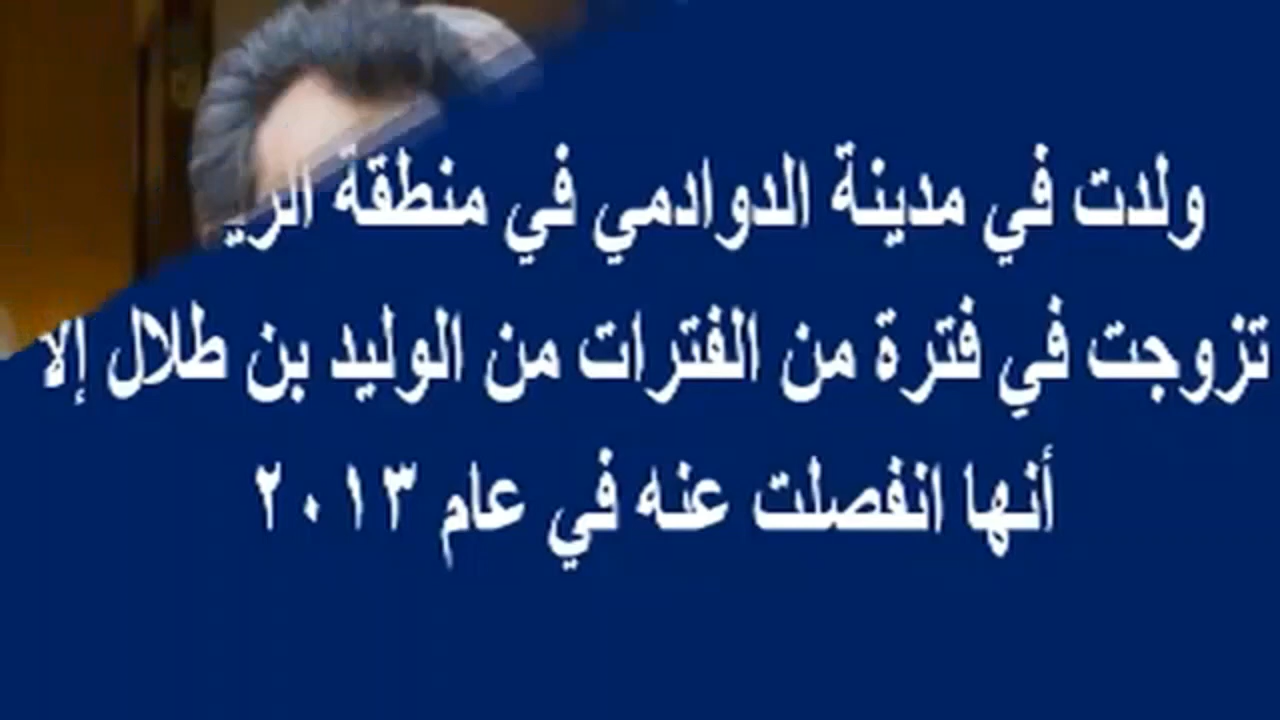 ولدت في مدينة الدوادمي في منطقة
تزوجت في فترة من الفترات من الوليد بن طلال إلا
أنها انفصلت عنه في عام ٢٠١٣